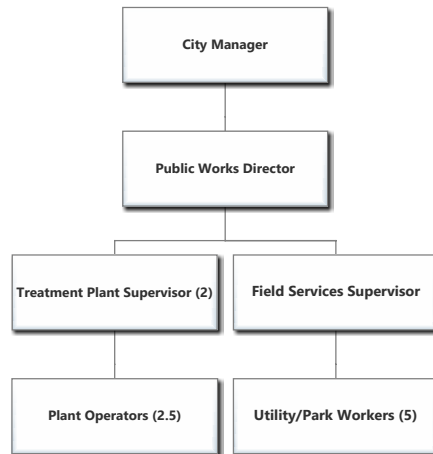 City Manager
Public Works Director
Treatment Plant Supervisor (2)
Field Services Supervisor
Plant Operators (2.5)
Utility/Park Workers (5)